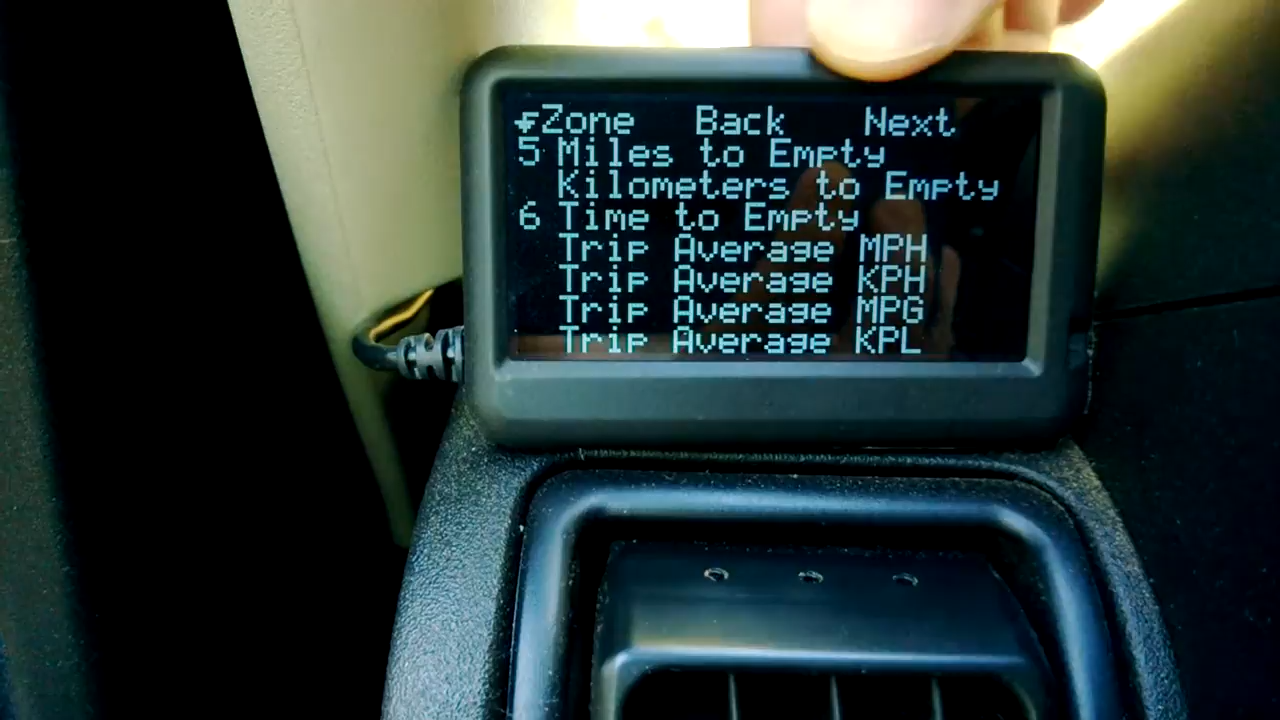 Zone Back Next
5 Miles to Empty
Kilometers to Empty
6 Time to Empty
Trip Average MPH
Trip Average KPH
Trip Average MPG
Trip Average KPL